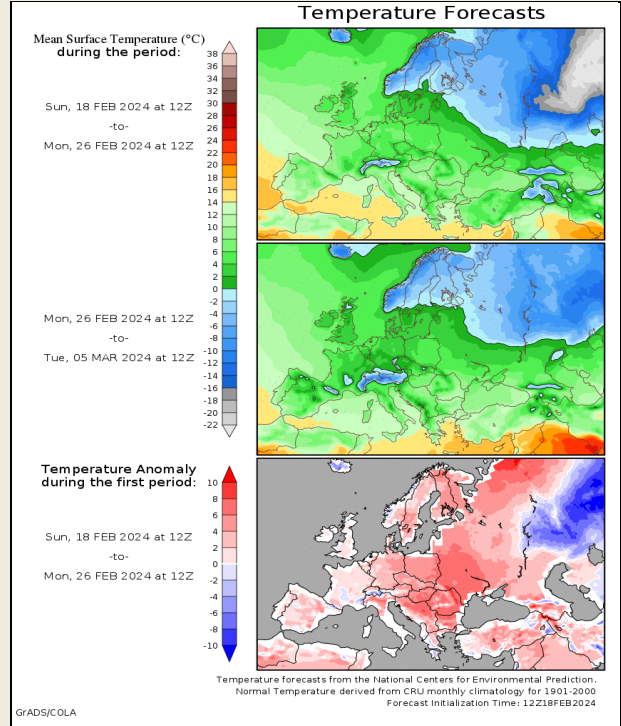 Temperature Forecasts
Mean Surface Temperature (°C)
during the period:
Sun, 18 FEB 2024 at 12Z
-to-
Mon, 26 FEB 2024 at 12Z
38
36
34
32
30
28
26
24
22
20
18
16
14
12
10
8
6
4
2
0
-2
-4
-6
-8
-10
-12
-14
-16
-18
-20
-22
Mon, 26 FEB 2024 at 12Z
-to-
Tue, 05 MAR 2024 at 12Z
Temperature Anomaly
during the first period:
Sun, 18 FEB 2024 at 12Z
-to-
Mon, 26 FEB 2024 at 12Z
10
8
6
4
2
0
-2
-4
-6
-8
-10
Temperature forecasts from the National Centers for Environmental Prediction.
Normal Temperature derived from CRU monthly climatology for 1901-2000
Forecast Initialization Time: 12Z18FEB2024
GrADS/COLA